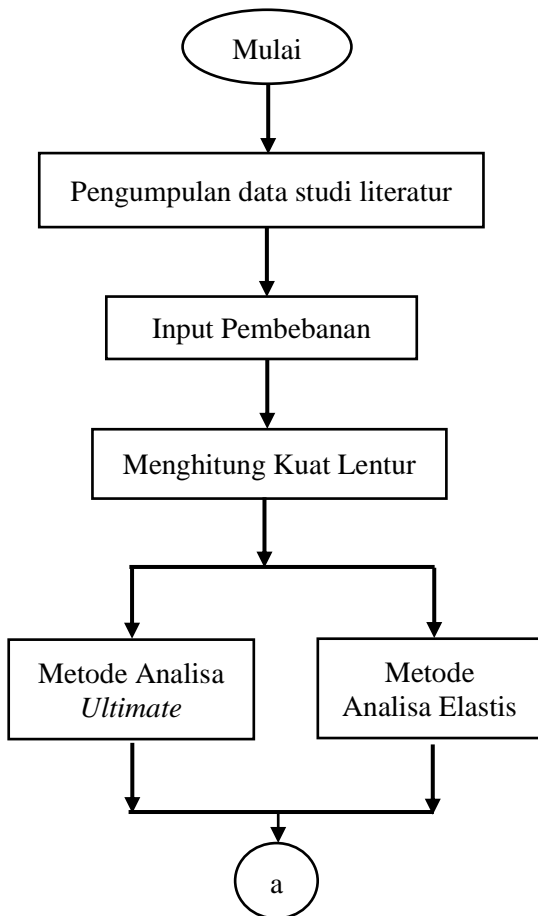 Mulai
Pengumpulan data studi literatur
Input Pembebanan
Menghitung Kuat Lentur
Metode Analisa
Ultimate
Metode
Analisa Elastis
a